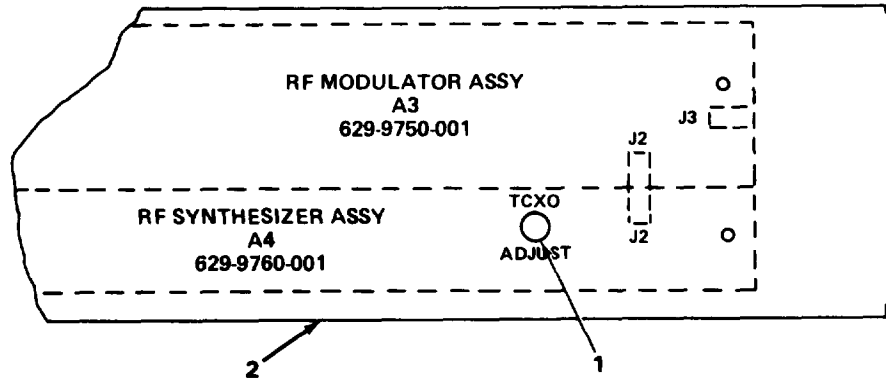 RF MODULATOR ASSY
A3
629-9750-001
J3
J2
RF SYNTHESIZER ASSY
A4
629-9760-001
TCXO
ADJUST
J2
2
1